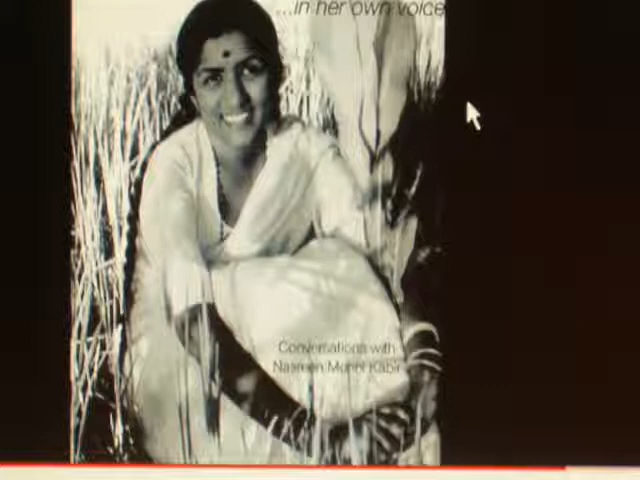 ...in her own voice
Conversations with
Nasreen Munni Kabir